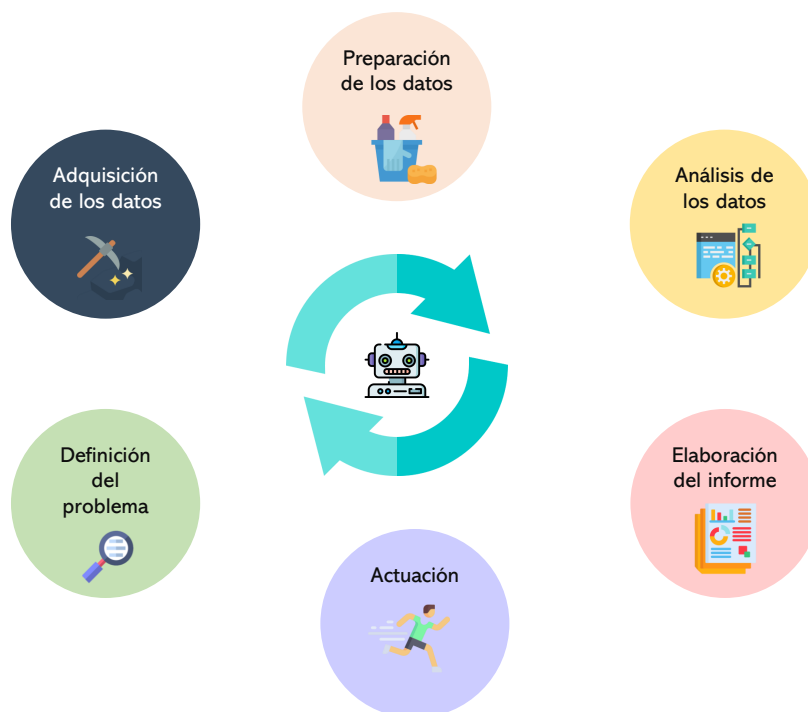 Preparación
de los datos
Adquisición
de los datos
Análisis de
los datos
Definición
del
problema
Elaboración
del informe
Actuación